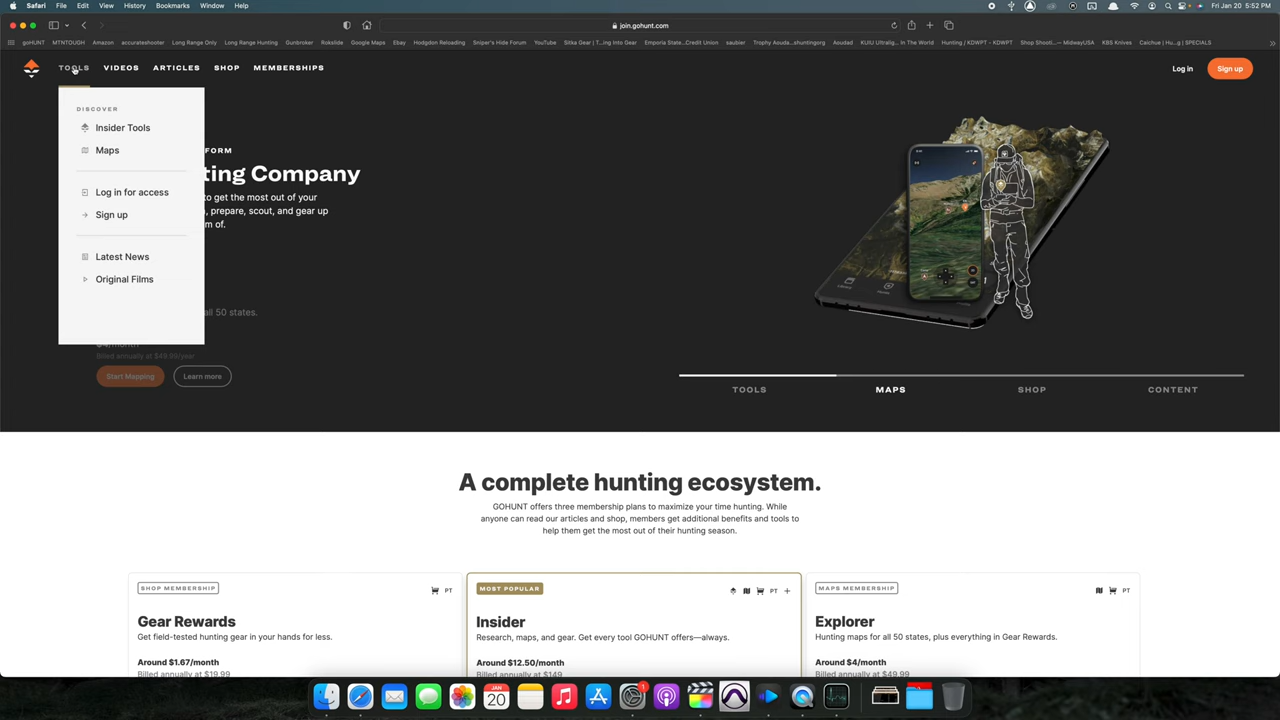 Safari File Edit View History Bookmarks Window Help
Fri Jan 20 5:52 PM
join.gohunt.com
goHUNT MTNTOUGH Amazon accurateshooter Long Range Only Long Range Hunting Gunbroker Rokslide Google Maps Ebay Hodgdon Reloading Sniper's Hide Forum YouTube Sitka Gear | T...ing Into Gear Emporia State...Credit Union saubier Trophy Aouda...shuntingorg Aoudad KUIU Ultralig...In The World Hunting / KDWPT - KDWPT Shop Shooti...— MidwayUSA KBS Knives Calchue | Hu...g | SPECIALS
TOOLS VIDEOS ARTICLES SHOP MEMBERSHIPS
Log in Sign up
DISCOVER
Insider Tools
Maps
Log in for access
Sign up
Latest News
Original Films
FORM
ting Company
to get the most out of your
, prepare, scout, and gear up
m of.
all 50 states.
$4/month
Billed annually at $49.99/year
Start Mapping Learn more
TOOLS MAPS SHOP CONTENT
A complete hunting ecosystem.
GOHUNT offers three membership plans to maximize your time hunting. While
anyone can read our articles and shop, members get additional benefits and tools to
help them get the most out of their hunting season.
SHOP MEMBERSHIP PT
Gear Rewards
Get field-tested hunting gear in your hands for less.
Around $1.67/month
Billed annually at $19.99
MOST POPULAR PT
Insider
Research, maps, and gear. Get every tool GOHUNT offers—always.
Around $12.50/month
Billed annually at $149
MAPS MEMBERSHIP PT
Explorer
Hunting maps for all 50 states, plus everything in Gear Rewards.
Around $4/month
Billed annually at $49.99
JAN
20